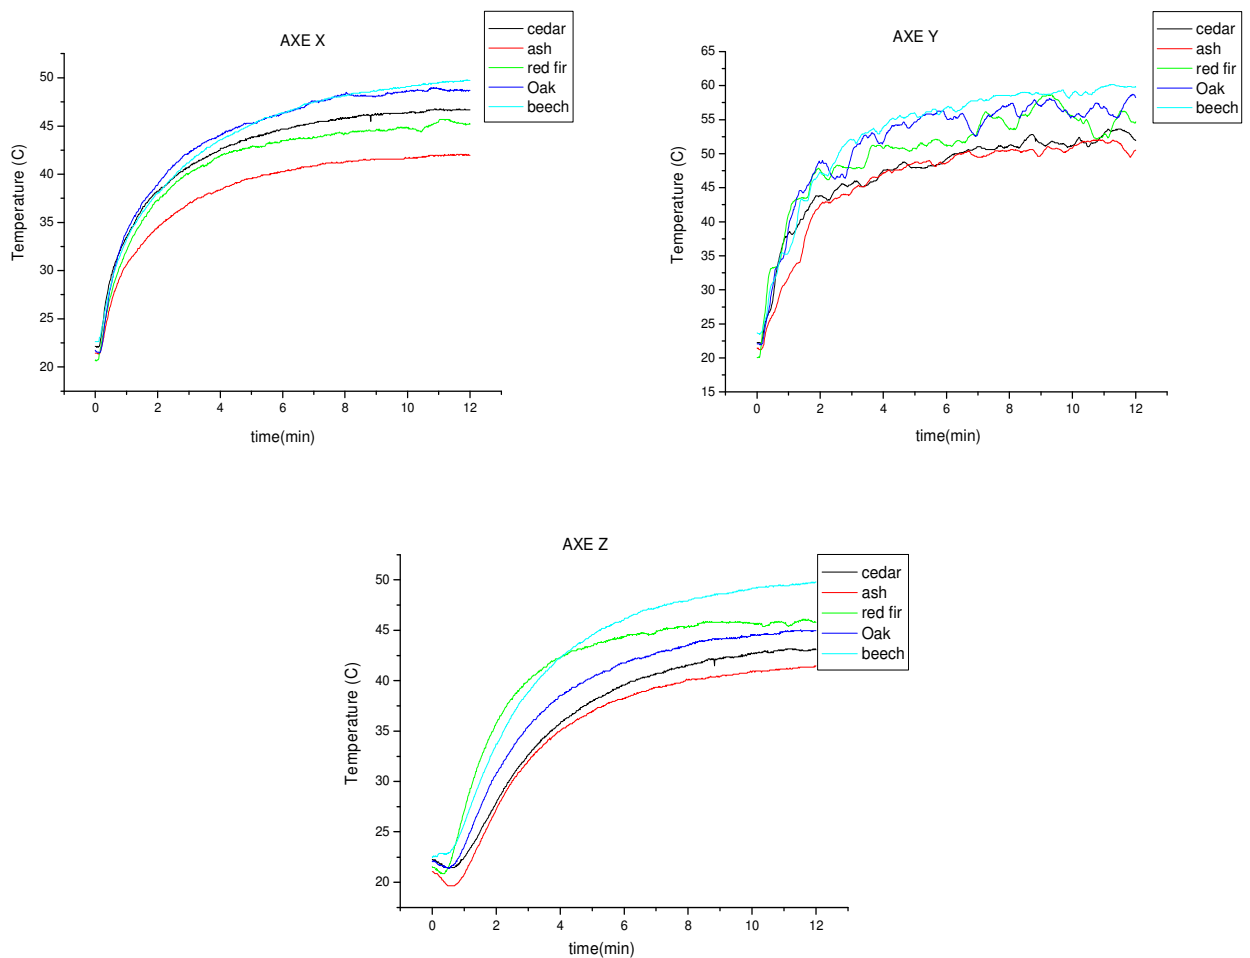 AXE X
cedar
ash
red fir
Oak
beech
Temperature (C)
50
45
40
35
30
25
20
0 2 4 6 8 10 12
time(min)
AXE Y
cedar
ash
red fir
Oak
beech
Temperature (C)
65
60
55
50
45
40
35
30
25
20
15
0 2 4 6 8 10 12
time(min)
AXE Z
cedar
ash
red fir
Oak
beech
Temperature (C)
50
45
40
35
30
25
20
0 2 4 6 8 10 12
time(min)